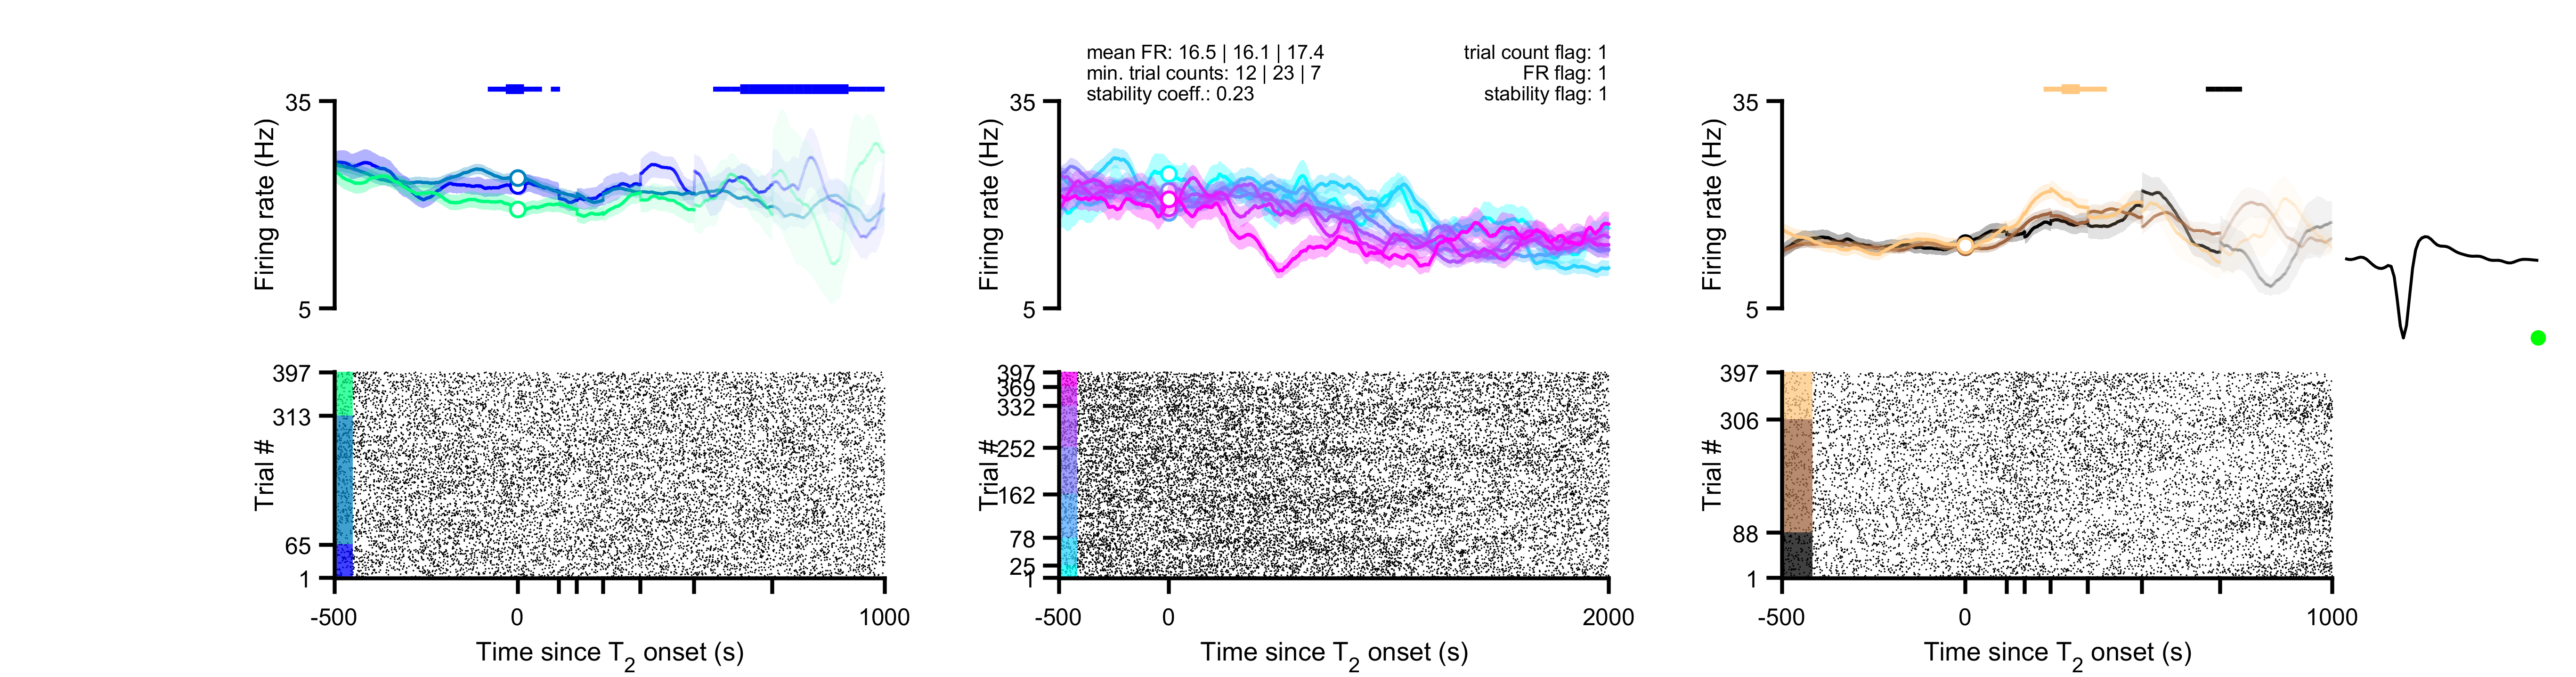 mean FR: 16.5 | 16.1 | 17.4
min. trial counts: 12 | 23 | 7
stability coeff.: 0.23
trial count flag: 1
FR flag: 1
stability flag: 1
35
5
Firing rate (Hz)
35
5
Firing rate (Hz)
35
5
Firing rate (Hz)
397
313
65
1
Trial #
-500
0
1000
Time since T2 onset (s)
397
369
332
252
162
78
25
1
Trial #
-500
0
2000
Time since T2 onset (s)
397
306
88
1
Trial #
-500
0
1000
Time since T2 onset (s)